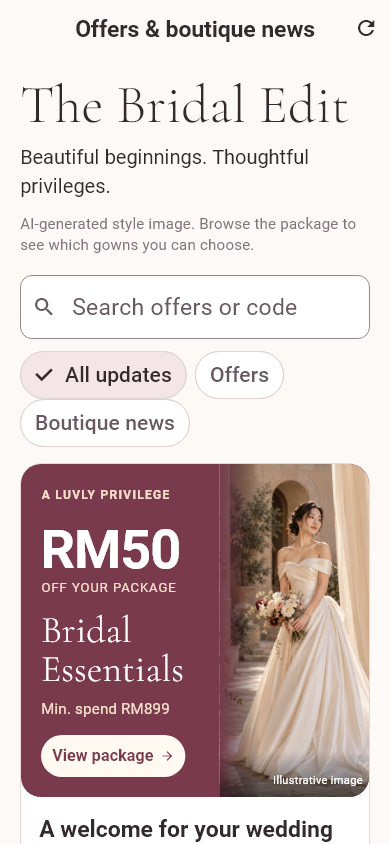 Offers & boutique news
The Bridal Edit
Beautiful beginnings. Thoughtful
privileges.
AI-generated style image. Browse the package to
see which gowns you can choose.
Search offers or code
All updates
Offers
Boutique news
A LUVLY PRIVILEGE
RM50
OFF YOUR PACKAGE
Bridal
Essentials
Min. spend RM899
View package →
Illustrative image
A welcome for your wedding